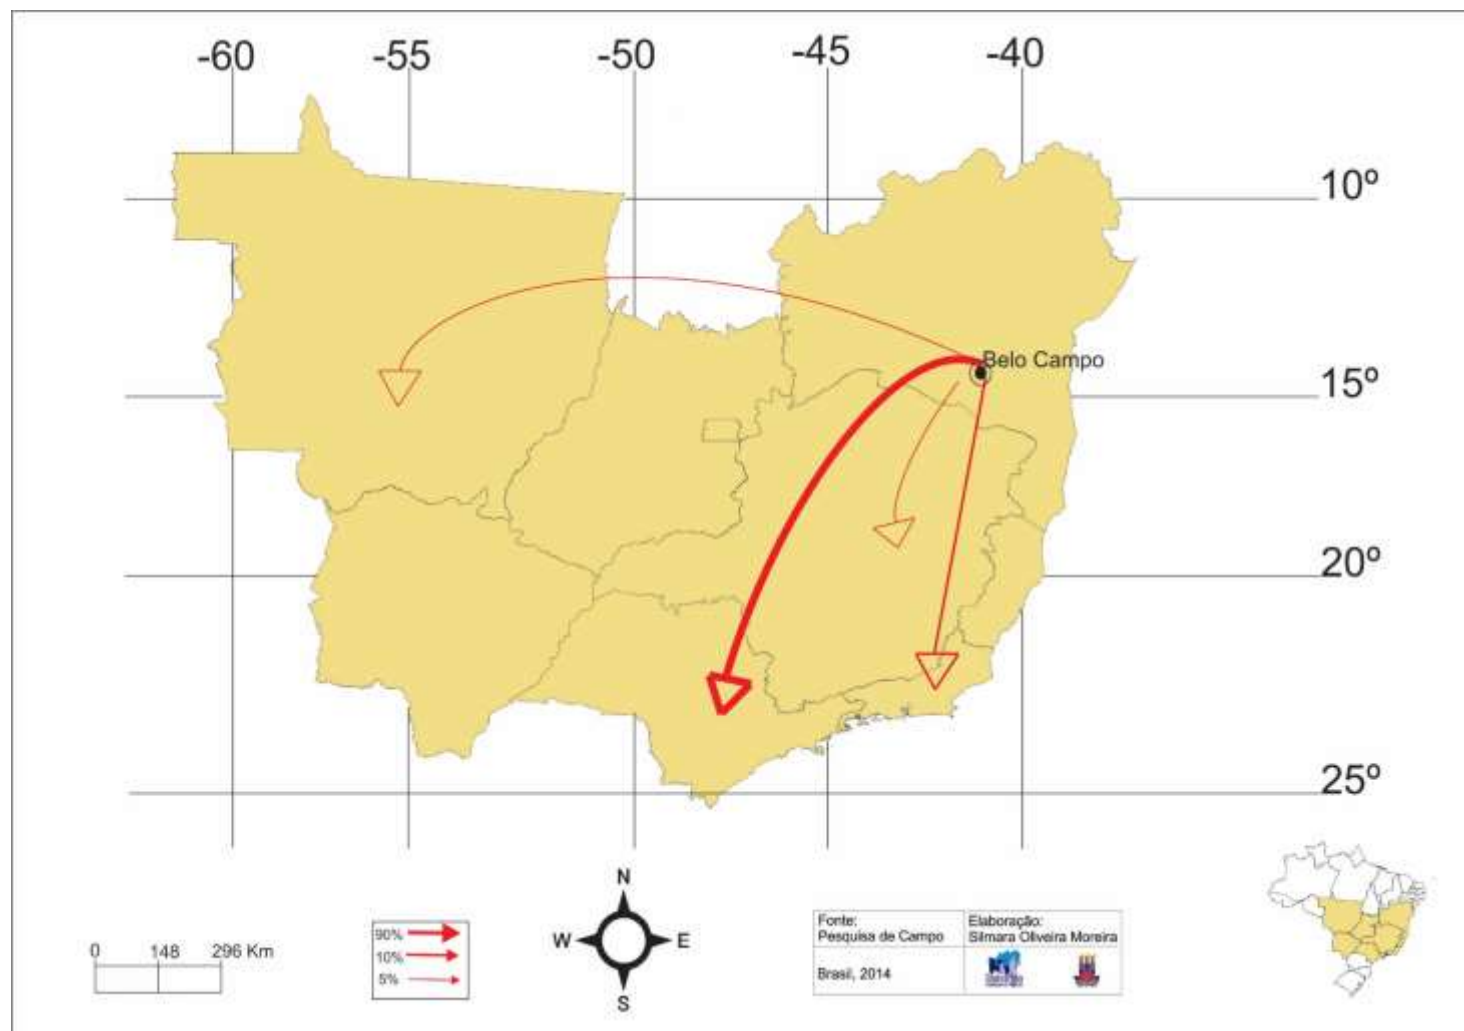 -60 -55 -50 -45 -40
10º
Belo Campo
15º
20º
25º
N
W E
S
90%
10%
5%
0 148 296 Km
Fonte:
Pesquisa de Campo
Elaboração:
Silmara Oliveira Moreira
Brasil, 2014